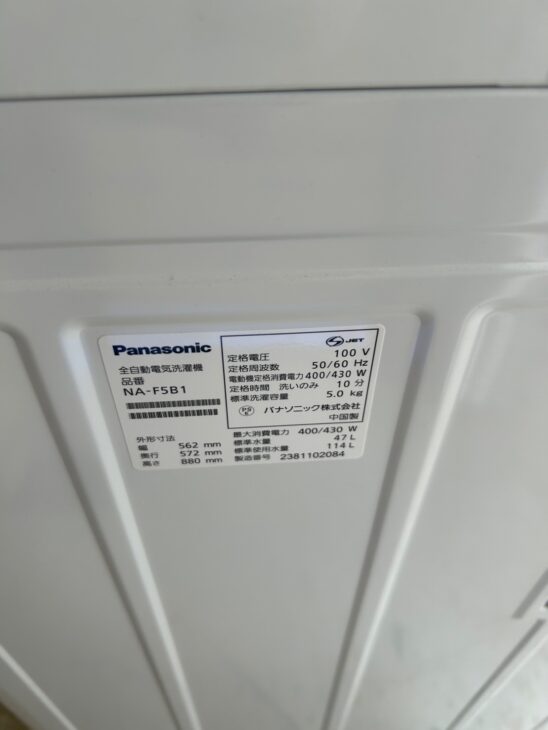 Panasonic
全自動電気洗濯機
品番
NA-F5B1
外形寸法
幅 562 mm
奥行 572 mm
高さ 880 mm
JET
定格電圧 100 V
定格周波数 50/60 Hz
電動機定格消費電力 400/430 W
定格時間 洗いのみ 10 分
標準洗濯容量 5.0 kg
PS E パナソニック株式会社
中国製
最大消費電力 400/430 W
標準水量 47 L
標準使用水量 114 L
製造番号 2381102084